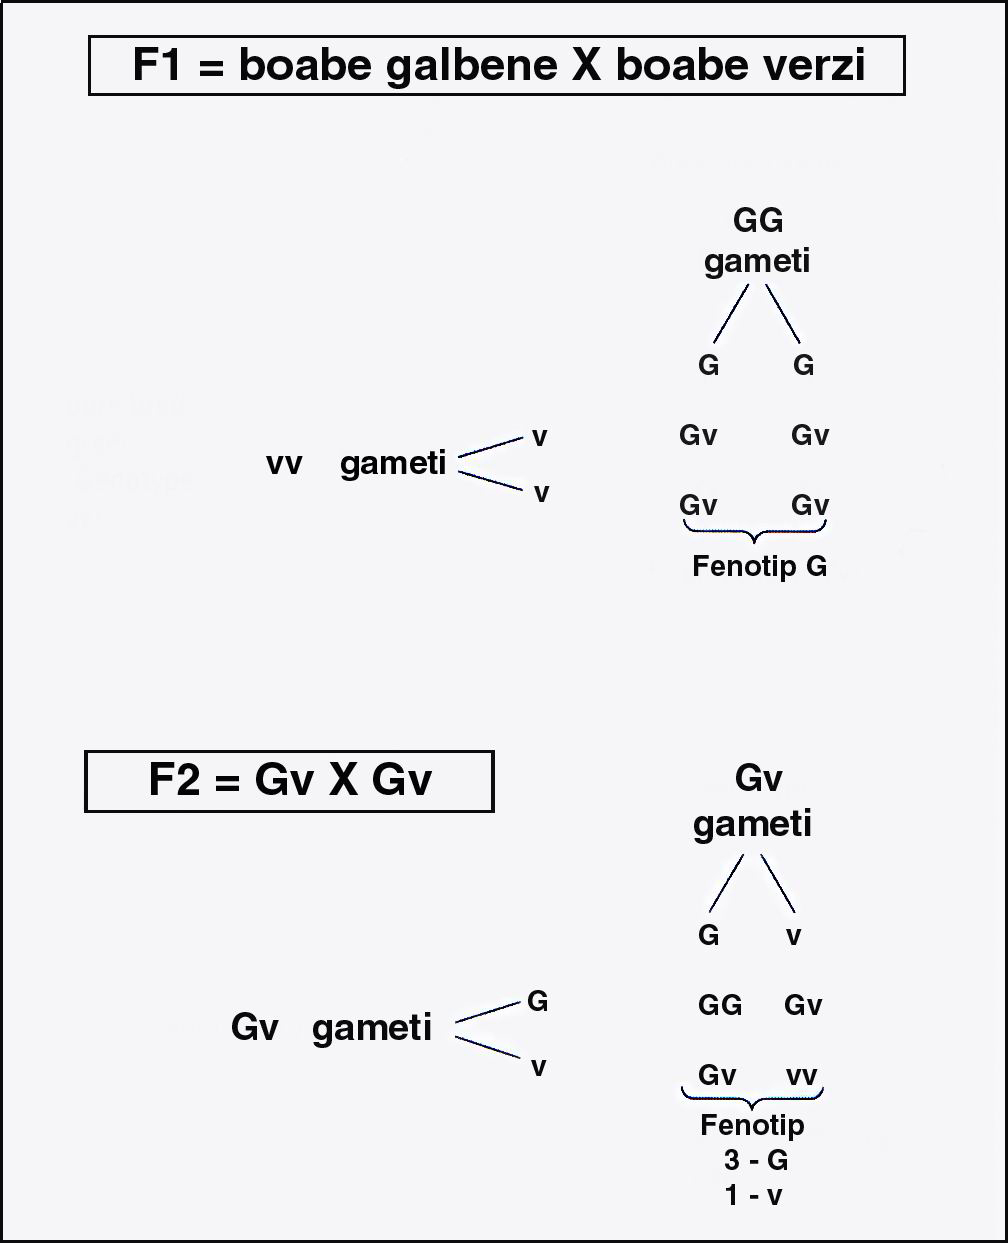 F1 = boabe galbene X boabe verzi
GG
gameti
G G
vv gameti
v
v
Gv Gv
Gv Gv
Fenotip G
F2 = Gv X Gv
Gv
gameti
G v
Gv gameti
G
v
GG Gv
Gv vv
Fenotip
3 - G
1 - v